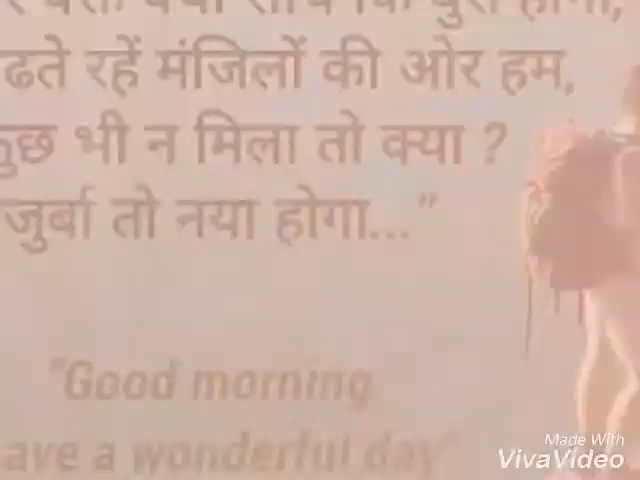 ढते रहें मंजिलों की ओर हम,
छ भी न मिला तो क्या ?
जुर्बा तो नया होगा..."
"Good morning
ave a wonderful day"
Made With
VivaVideo